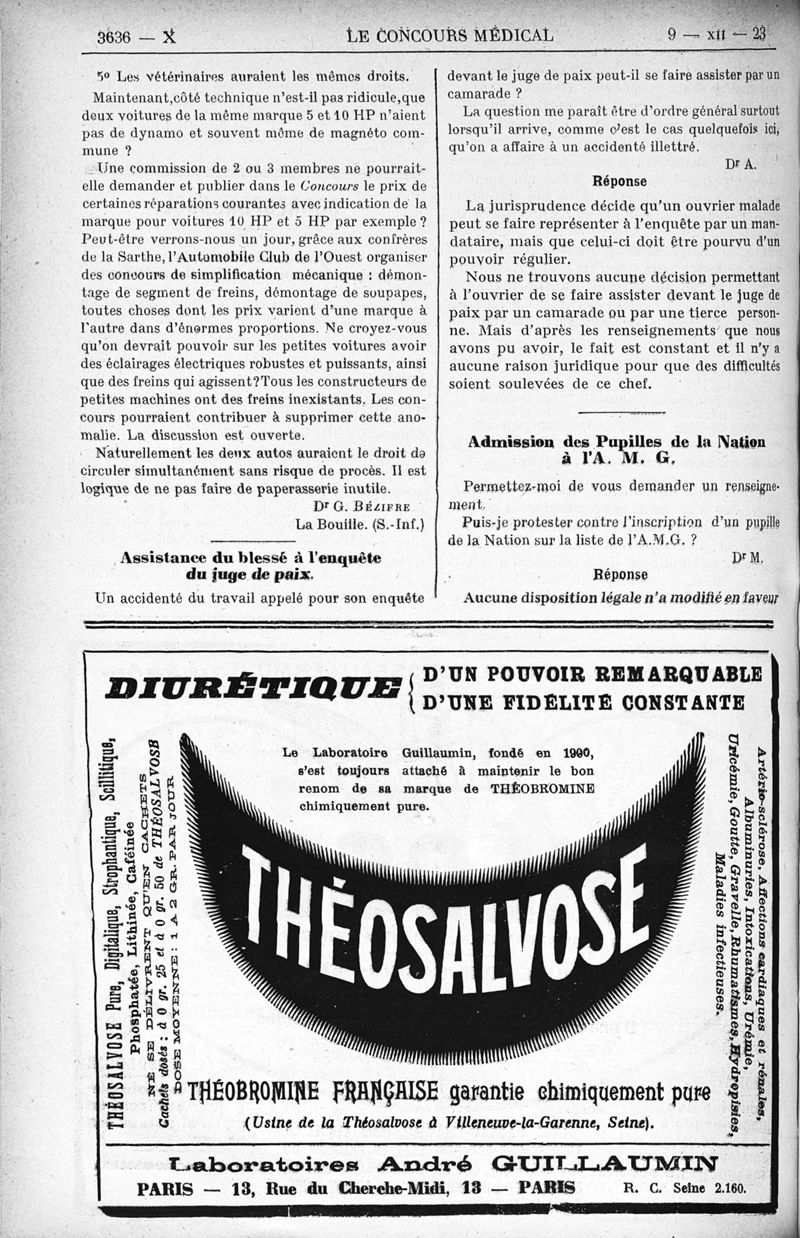 3636 — X
LE CONCOURS MÉDICAL
9 — XII — 23
5º Les vétérinaires auraient les mêmes droits.
Maintenant,côté technique n'est-il pas ridicule,que
deux voitures de la même marque 5 et 10 HP n'aient
pas de dynamo et souvent même de magnéto com-
mune ?
Une commission de 2 ou 3 membres ne pourrait-
elle demander et publier dans le Concours le prix de
certaines réparations courantes avec indication de la
marque pour voitures 10 HP et 5 HP par exemple ?
Peut-être verrons-nous un jour, grâce aux confrères
de la Sarthe, l'Automobile Club de l'Ouest organiser
des concours de simplification mécanique : démon-
tage de segment de freins, démontage de soupapes,
toutes choses dont les prix varient d'une marque à
l'autre dans d'énormes proportions. Ne croyez-vous
qu'on devrait pouvoir sur les petites voitures avoir
des éclairages électriques robustes et puissants, ainsi
que des freins qui agissent?Tous les constructeurs de
petites machines ont des freins inexistants. Les con-
cours pourraient contribuer à supprimer cette ano-
malie. La discussion est ouverte.
Naturellement les deux autos auraient le droit de
circuler simultanément sans risque de procès. Il est
logique de ne pas faire de paperasserie inutile.
Dr G. BÉZIFRE
La Bouille. (S.-Inf.)
Assistance du blessé à l'enquête
du juge de paix.
Un accidenté du travail appelé pour son enquête
devant le juge de paix peut-il se faire assister par un
camarade ?
La question me paraît être d'ordre général surtout
lorsqu'il arrive, comme c'est le cas quelquefois ici,
qu'on a affaire à un accidenté illettré.
Dr A.
Réponse
La jurisprudence décide qu'un ouvrier malade
peut se faire représenter à l'enquête par un man-
dataire, mais que celui-ci doit être pourvu d'un
pouvoir régulier.
Nous ne trouvons aucune décision permettant
à l'ouvrier de se faire assister devant le juge de
paix par un camarade ou par une tierce person-
ne. Mais d'après les renseignements que nous
avons pu avoir, le fait est constant et il n'y a
aucune raison juridique pour que des difficultés
soient soulevées de ce chef.
Admission des Pupilles de la Nation
à l'A. M. G.
Permettez-moi de vous demander un renseigne-
ment.
Puis-je protester contre l'inscription d'un pupille
de la Nation sur la liste de l'A.M.G. ?
Dr M.
Réponse
Aucune disposition légale n'a modifié en faveur
DIURÉTIQUE
D'UN POUVOIR REMARQUABLE
D'UNE FIDÉLITÉ CONSTANTE
THÉOSALVOSE Pure, Digitalique, Strophantique, Scillitique,
Phosphatée, Lithinée, Caféinée
NE SE DÉLIVRENT QU'EN CACHETS
Cachets dosés : à 0 gr. 25 et à 0 gr. 50 de THÉOSALVOSE
DOSE MOYENNE : 1 A 2 GR. PAR JOUR
Le Laboratoire Guillaumin, fondé en 1900,
s'est toujours attaché à maintenir le bon
renom de sa marque de THÉOBROMINE
chimiquement pure.
THÉOSALVOSE
Artério-sclérose, Affections cardiaques et rénales,
Albuminuries, Intoxications, Urémie,
Uricémie, Goutte, Gravelle, Rhumatismes, Hydropisies,
Maladies infectieuses.
THÉOBROMINE FRANÇAISE garantie chimiquement pure
(Usine de la Théosalvose à Villeneuve-la-Garenne, Seine).
Laboratoires André GUILLAUMIN
PARIS — 13, Rue du Cherche-Midi, 13 — PARIS R. C. Seine 2.160.